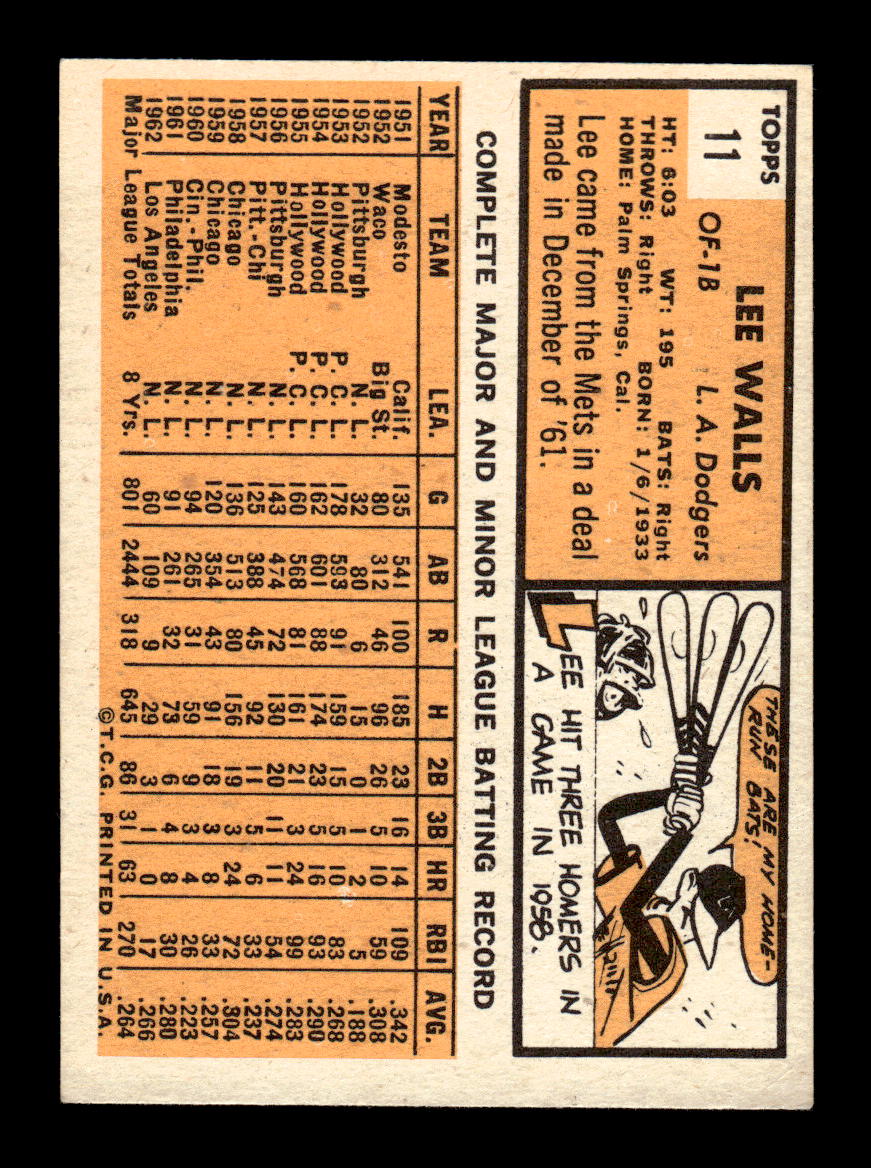 TOPPS
11
LEE WALLS
OF-1B L. A. Dodgers
HT: 6:03 WT: 195 BATS: Right
THROWS: Right BORN: 1/6/1933
HOME: Palm Springs, Cal.
Lee came from the Mets in a deal
made in December of '61.
THESE ARE MY HOME-
RUN BATS!
LEE HIT THREE HOMERS IN
A GAME IN 1958.
COMPLETE MAJOR AND MINOR LEAGUE BATTING RECORD
YEAR TEAM LEA. G AB R H 2B 3B HR RBI AVG.
1951 Modesto Calif. 135 541 100 185 23 16 14 109 .342
1952 Waco Big St. 80 312 46 96 26 5 10 59 .308
1952 Pittsburgh N. L. 32 80 6 15 0 1 2 5 .188
1953 Hollywood P. C. L. 178 593 91 159 15 5 10 83 .268
1954 Hollywood P. C. L. 162 601 88 174 23 5 16 93 .290
1955 Hollywood P. C. L. 160 568 81 161 21 3 24 99 .283
1956 Pittsburgh N. L. 143 474 72 130 20 11 11 54 .274
1957 Pitt.-Chi N. L. 125 388 45 92 11 5 6 33 .237
1958 Chicago N. L. 136 513 80 156 19 3 24 72 .304
1959 Chicago N. L. 120 354 43 91 18 3 8 33 .257
1960 Cin.-Phil. N. L. 94 265 31 59 9 3 4 26 .223
1961 Philadelphia N. L. 91 261 32 73 6 4 8 30 .280
1962 Los Angeles N. L. 60 109 9 29 3 1 0 17 .266
Major League Totals 8 Yrs. 801 2444 318 645 86 31 63 270 .264
©T.C.G. PRINTED IN U.S.A.